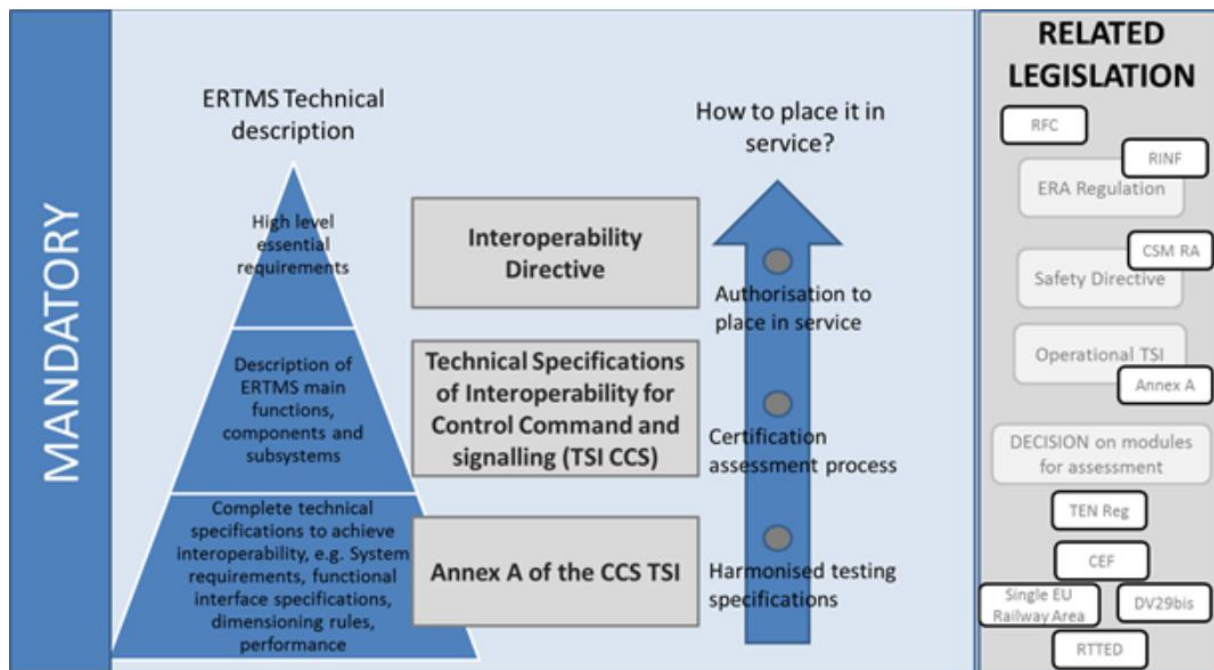 MANDATORY
ERTMS Technical
description
High level
essential
requirements
Description of
ERTMS main
functions,
components and
subsystems
Complete technical
specifications to achieve
interoperability, e.g. System
requirements, functional
interface specifications,
dimensioning rules,
performance
Interoperability
Directive
Technical Specifications
of Interoperability for
Control Command and
signalling (TSI CCS)
Annex A of the CCS TSI
How to place it in
service?
Authorisation to
place in service
Certification
assessment process
Harmonised testing
specifications
RELATED
LEGISLATION
RFC
RINF
ERA Regulation
CSM RA
Safety Directive
Operational TSI
Annex A
DECISION on modules
for assessment
TEN Reg
CEF
Single EU
Railway Area
DV29bis
RTTED